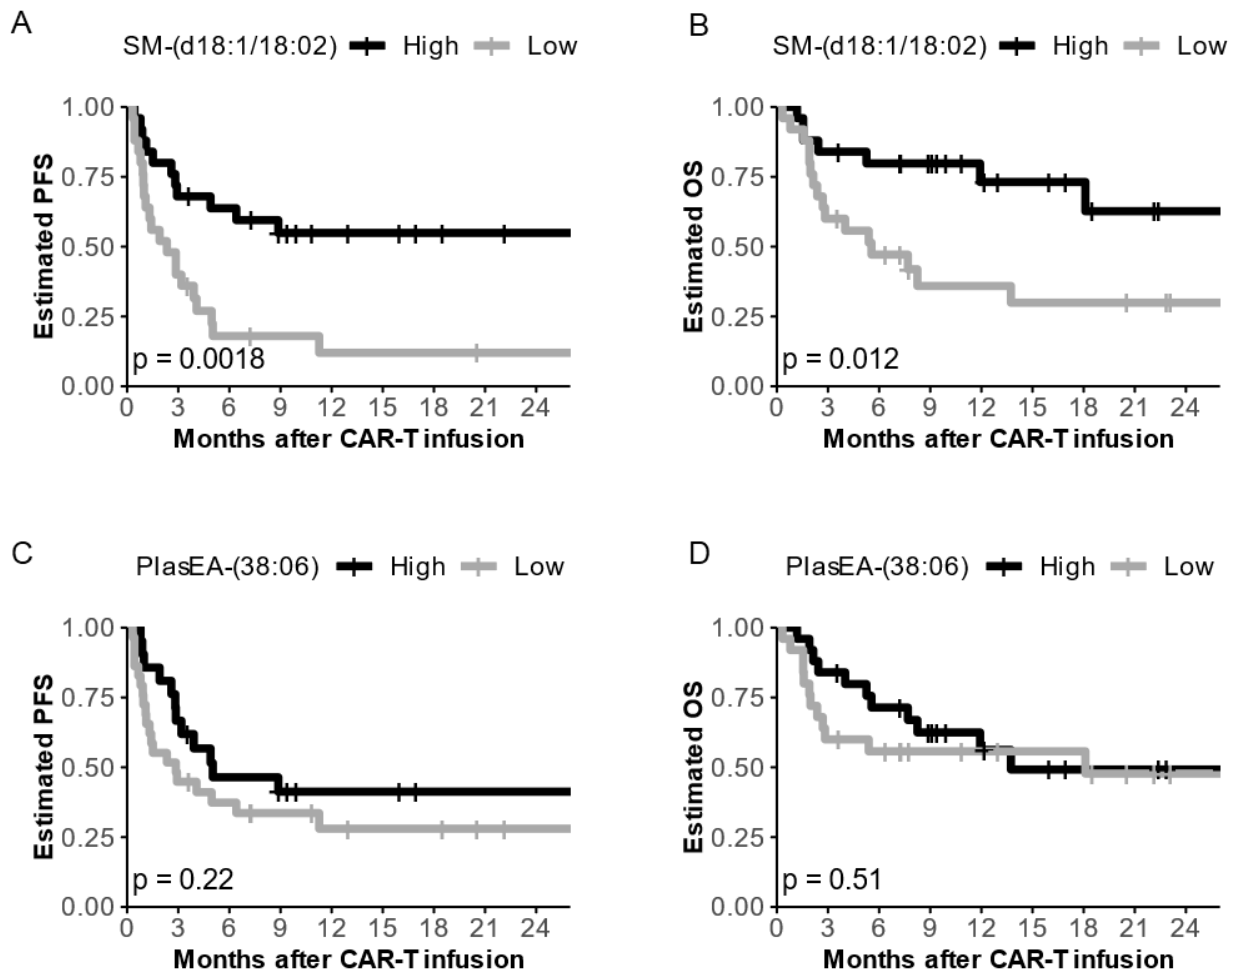 A
SM-(d18:1/18:02) High Low
Estimated PFS
1.00
0.75
0.50
0.25
0.00
p = 0.0018
0 3 6 9 12 15 18 21 24
Months after CAR-T infusion
B
SM-(d18:1/18:02) High Low
Estimated OS
1.00
0.75
0.50
0.25
0.00
p = 0.012
0 3 6 9 12 15 18 21 24
Months after CAR-T infusion
C
PlasEA-(38:06) High Low
Estimated PFS
1.00
0.75
0.50
0.25
0.00
p = 0.22
0 3 6 9 12 15 18 21 24
Months after CAR-T infusion
D
PlasEA-(38:06) High Low
Estimated OS
1.00
0.75
0.50
0.25
0.00
p = 0.51
0 3 6 9 12 15 18 21 24
Months after CAR-T infusion